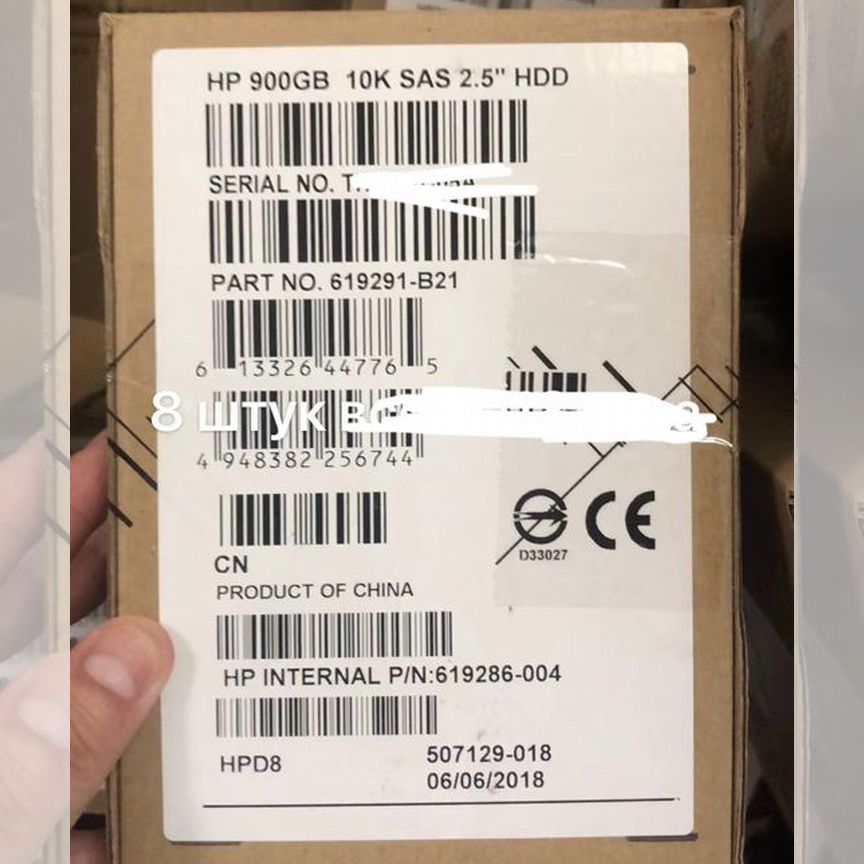 HP 900GB 10K SAS 2.5" HDD
SERIAL NO.
PART NO. 619291-B21
6 13326 44776 5
8 штук
4 948382 256744
D33027
CE
CN
PRODUCT OF CHINA
HP INTERNAL P/N:619286-004
HPD8
507129-018
06/06/2018